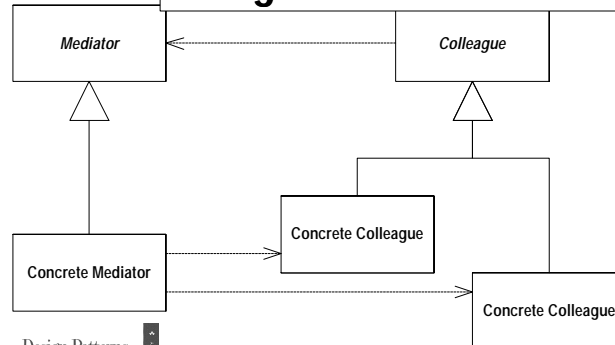 Mediator
Colleague
Concrete Colleague
Concrete Mediator
Concrete Colleague
Design Patterns